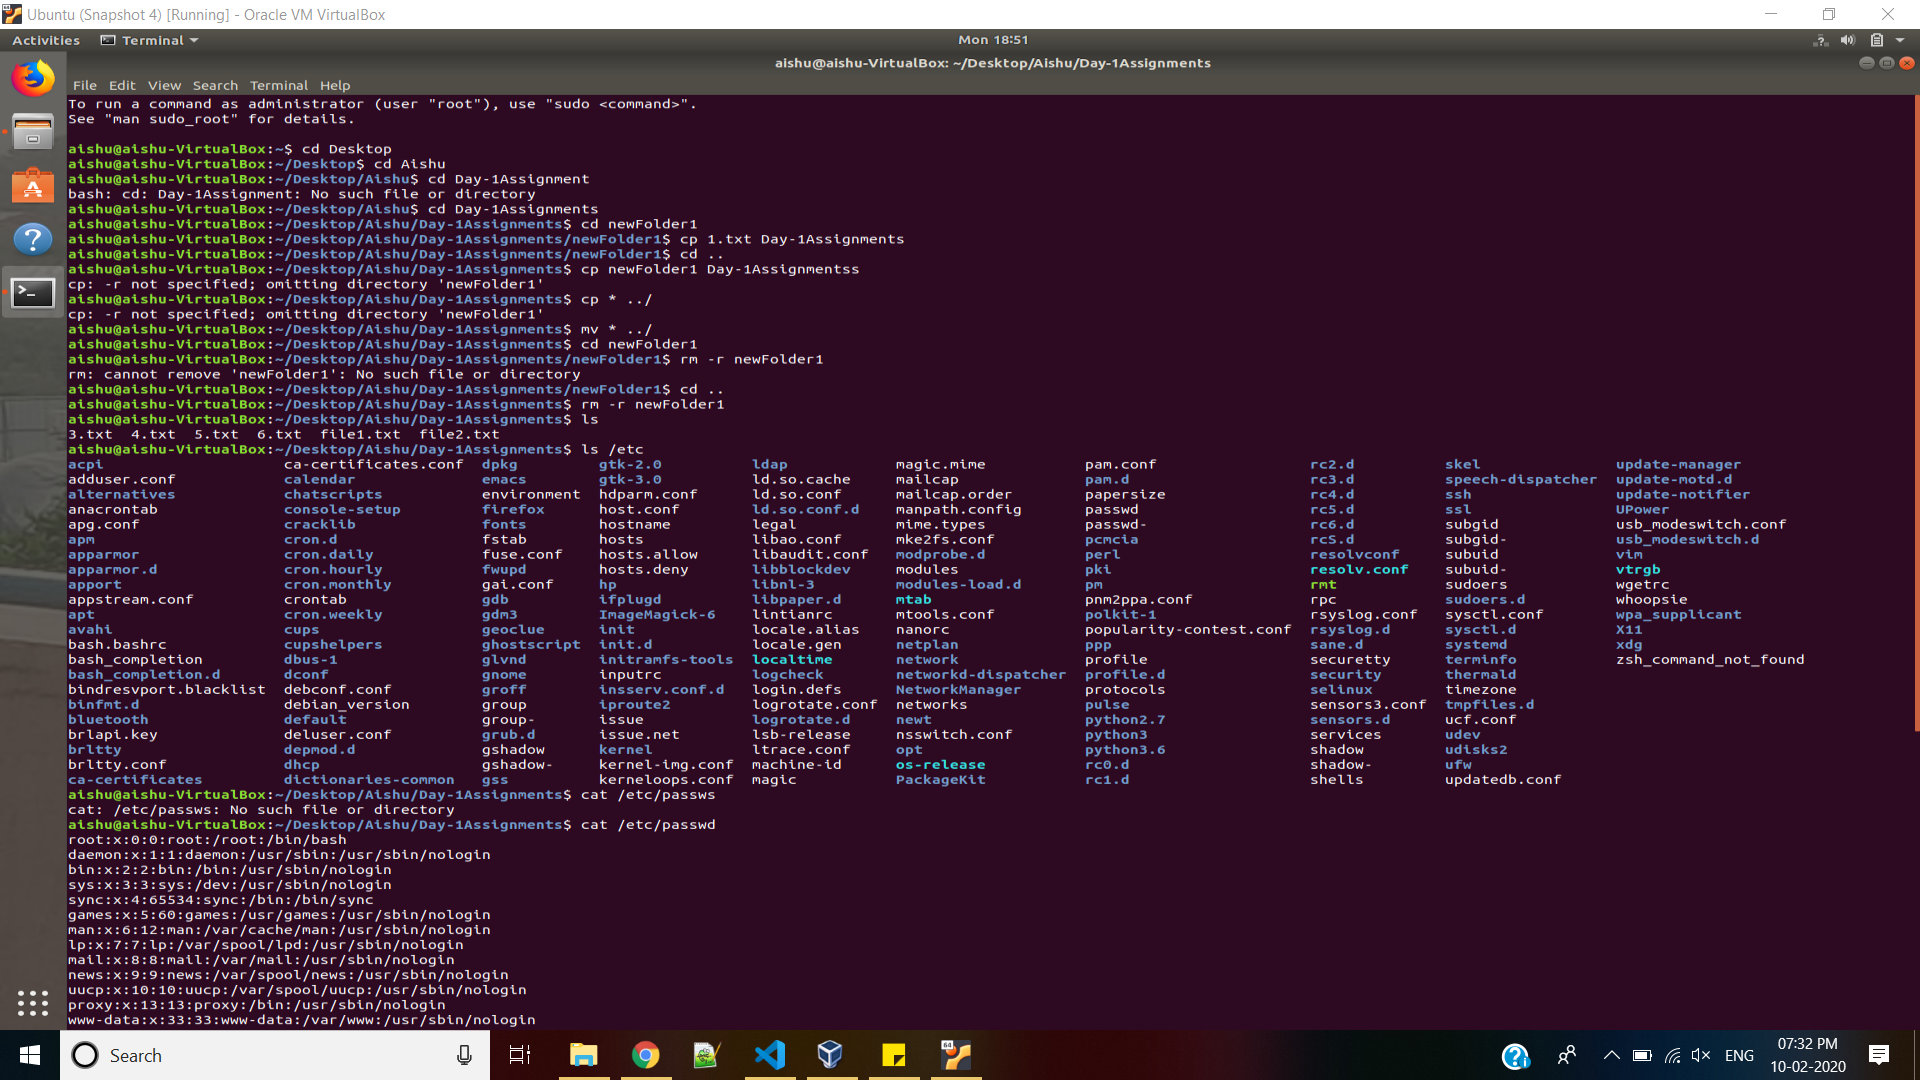 Ubuntu (Snapshot 4) [Running] - Oracle VM VirtualBox
Activities Terminal Mon 18:51
aishu@aishu-VirtualBox: ~/Desktop/Aishu/Day-1Assignments
File Edit View Search Terminal Help
To run a command as administrator (user "root"), use "sudo <command>".
See "man sudo_root" for details.
aishu@aishu-VirtualBox:~$ cd Desktop
aishu@aishu-VirtualBox:~/Desktop$ cd Aishu
aishu@aishu-VirtualBox:~/Desktop/Aishu$ cd Day-1Assignment
bash: cd: Day-1Assignment: No such file or directory
aishu@aishu-VirtualBox:~/Desktop/Aishu$ cd Day-1Assignments
aishu@aishu-VirtualBox:~/Desktop/Aishu/Day-1Assignments$ cd newFolder1
aishu@aishu-VirtualBox:~/Desktop/Aishu/Day-1Assignments/newFolder1$ cp 1.txt Day-1Assignments
aishu@aishu-VirtualBox:~/Desktop/Aishu/Day-1Assignments/newFolder1$ cd ..
aishu@aishu-VirtualBox:~/Desktop/Aishu/Day-1Assignments$ cp newFolder1 Day-1Assignmentss
cp: -r not specified; omitting directory 'newFolder1'
aishu@aishu-VirtualBox:~/Desktop/Aishu/Day-1Assignments$ cp * ../
cp: -r not specified; omitting directory 'newFolder1'
aishu@aishu-VirtualBox:~/Desktop/Aishu/Day-1Assignments$ mv * ../
aishu@aishu-VirtualBox:~/Desktop/Aishu/Day-1Assignments$ cd newFolder1
aishu@aishu-VirtualBox:~/Desktop/Aishu/Day-1Assignments/newFolder1$ rm -r newFolder1
rm: cannot remove 'newFolder1': No such file or directory
aishu@aishu-VirtualBox:~/Desktop/Aishu/Day-1Assignments/newFolder1$ cd ..
aishu@aishu-VirtualBox:~/Desktop/Aishu/Day-1Assignments$ rm -r newFolder1
aishu@aishu-VirtualBox:~/Desktop/Aishu/Day-1Assignments$ ls
3.txt 4.txt 5.txt 6.txt file1.txt file2.txt
aishu@aishu-VirtualBox:~/Desktop/Aishu/Day-1Assignments$ ls /etc
acpi ca-certificates.conf dpkg gtk-2.0 ldap magic.mime pam.conf rc2.d skel update-manager
adduser.conf calendar emacs gtk-3.0 ld.so.cache mailcap pam.d rc3.d speech-dispatcher update-motd.d
alternatives chatscripts environment hdparm.conf ld.so.conf mailcap.order papersize rc4.d ssh update-notifier
anacrontab console-setup firefox host.conf ld.so.conf.d manpath.config passwd rc5.d ssl UPower
apg.conf cracklib fonts hostname legal mime.types passwd- rc6.d subgid usb_modeswitch.conf
apm cron.d fstab hosts libao.conf mke2fs.conf pcmcia rcS.d subgid- usb_modeswitch.d
apparmor cron.daily fuse.conf hosts.allow libaudit.conf modprobe.d perl resolvconf subuid vim
apparmor.d cron.hourly fwupd hosts.deny libblockdev modules pki resolv.conf subuid- vtrgb
apport cron.monthly gai.conf hp libnl-3 modules-load.d pm rmt sudoers wgetrc
appstream.conf crontab gdb ifplugd libpaper.d mtab pnm2ppa.conf rpc sudoers.d whoopsie
apt cron.weekly gdm3 ImageMagick-6 lintianrc mtools.conf polkit-1 rsyslog.conf sysctl.conf wpa_supplicant
avahi cups geoclue init locale.alias nanorc popularity-contest.conf rsyslog.d sysctl.d X11
bash.bashrc cupshelpers ghostscript init.d locale.gen netplan ppp sane.d systemd xdg
bash_completion dbus-1 glvnd initramfs-tools localtime network profile securetty terminfo zsh_command_not_found
bash_completion.d dconf gnome inputrc logcheck networkd-dispatcher profile.d security thermald
bindresvport.blacklist debconf.conf groff insserv.conf.d login.defs NetworkManager protocols selinux timezone
binfmt.d debian_version group iproute2 logrotate.conf networks pulse sensors3.conf tmpfiles.d
bluetooth default group- issue logrotate.d newt python2.7 sensors.d ucf.conf
brlapi.key deluser.conf grub.d issue.net lsb-release nsswitch.conf python3 services udev
brltty depmod.d gshadow kernel ltrace.conf opt python3.6 shadow udisks2
brltty.conf dhcp gshadow- kernel-img.conf machine-id os-release rc0.d shadow- ufw
ca-certificates dictionaries-common gss kerneloops.conf magic PackageKit rc1.d shells updatedb.conf
aishu@aishu-VirtualBox:~/Desktop/Aishu/Day-1Assignments$ cat /etc/passws
cat: /etc/passws: No such file or directory
aishu@aishu-VirtualBox:~/Desktop/Aishu/Day-1Assignments$ cat /etc/passwd
root:x:0:0:root:/root:/bin/bash
daemon:x:1:1:daemon:/usr/sbin:/usr/sbin/nologin
bin:x:2:2:bin:/bin:/usr/sbin/nologin
sys:x:3:3:sys:/dev:/usr/sbin/nologin
sync:x:4:65534:sync:/bin:/bin/sync
games:x:5:60:games:/usr/games:/usr/sbin/nologin
man:x:6:12:man:/var/cache/man:/usr/sbin/nologin
lp:x:7:7:lp:/var/spool/lpd:/usr/sbin/nologin
mail:x:8:8:mail:/var/mail:/usr/sbin/nologin
news:x:9:9:news:/var/spool/news:/usr/sbin/nologin
uucp:x:10:10:uucp:/var/spool/uucp:/usr/sbin/nologin
proxy:x:13:13:proxy:/bin:/usr/sbin/nologin
www-data:x:33:33:www-data:/var/www:/usr/sbin/nologin
Search
ENG
07:32 PM
10-02-2020